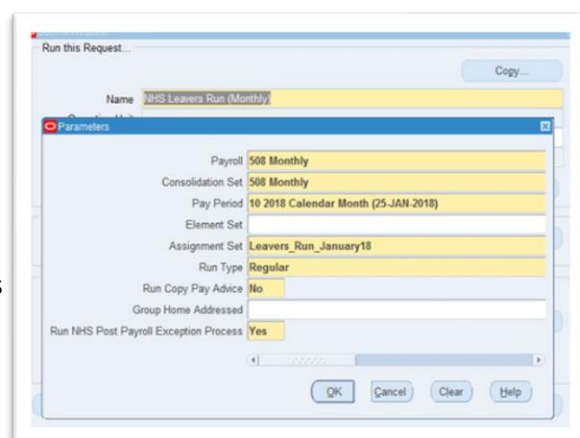 Run this Request...
Copy...
Name NHS Leavers Run (Monthly)
Parameters
Payroll 508 Monthly
Consolidation Set 508 Monthly
Pay Period 10 2018 Calendar Month (25-JAN-2018)
Element Set
Assignment Set Leavers_Run_January18
Run Type Regular
s
Run Copy Pay Advice No
Group Home Addressed
Run NHS Post Payroll Exception Process Yes
OK Cancel Clear Help